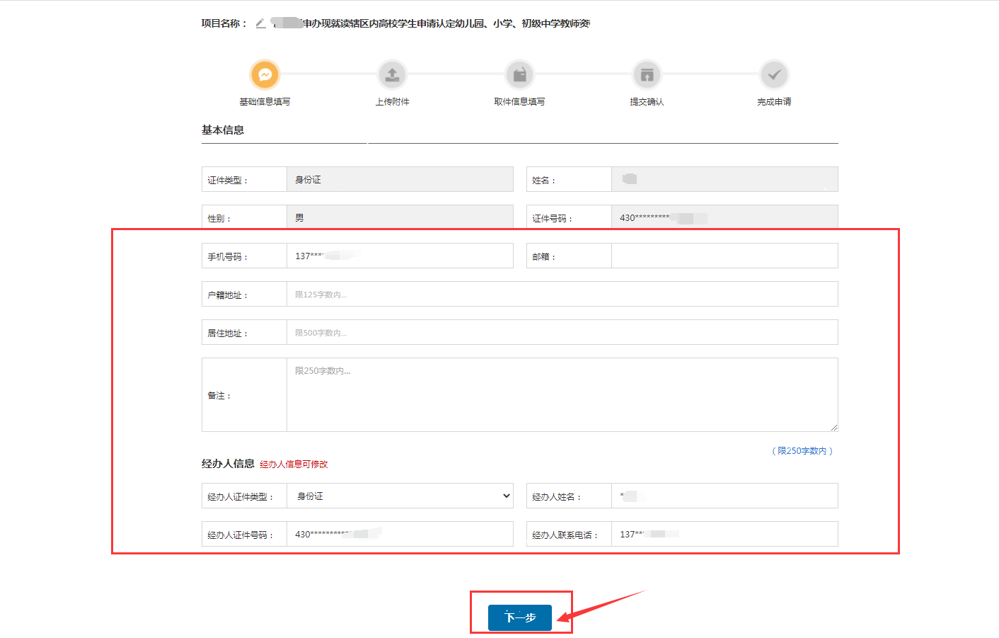 项目名称： 申办现就读辖区内高校学生申请认定幼儿园、小学、初级中学教师资
基础信息填写 上传附件 取件信息填写 提交确认 完成申请
基本信息
证件类型： 身份证 姓名：
性别： 男 证件号码： 430*********
手机号码： 137**** 邮箱：
户籍地址： 限125字数内...
居住地址： 限500字数内...
备注： 限250字数内...
（限250字数内）
经办人信息 经办人信息可修改
经办人证件类型： 身份证 经办人姓名： *
经办人证件号码： 430*********** 经办人联系电话： 137**
下一步